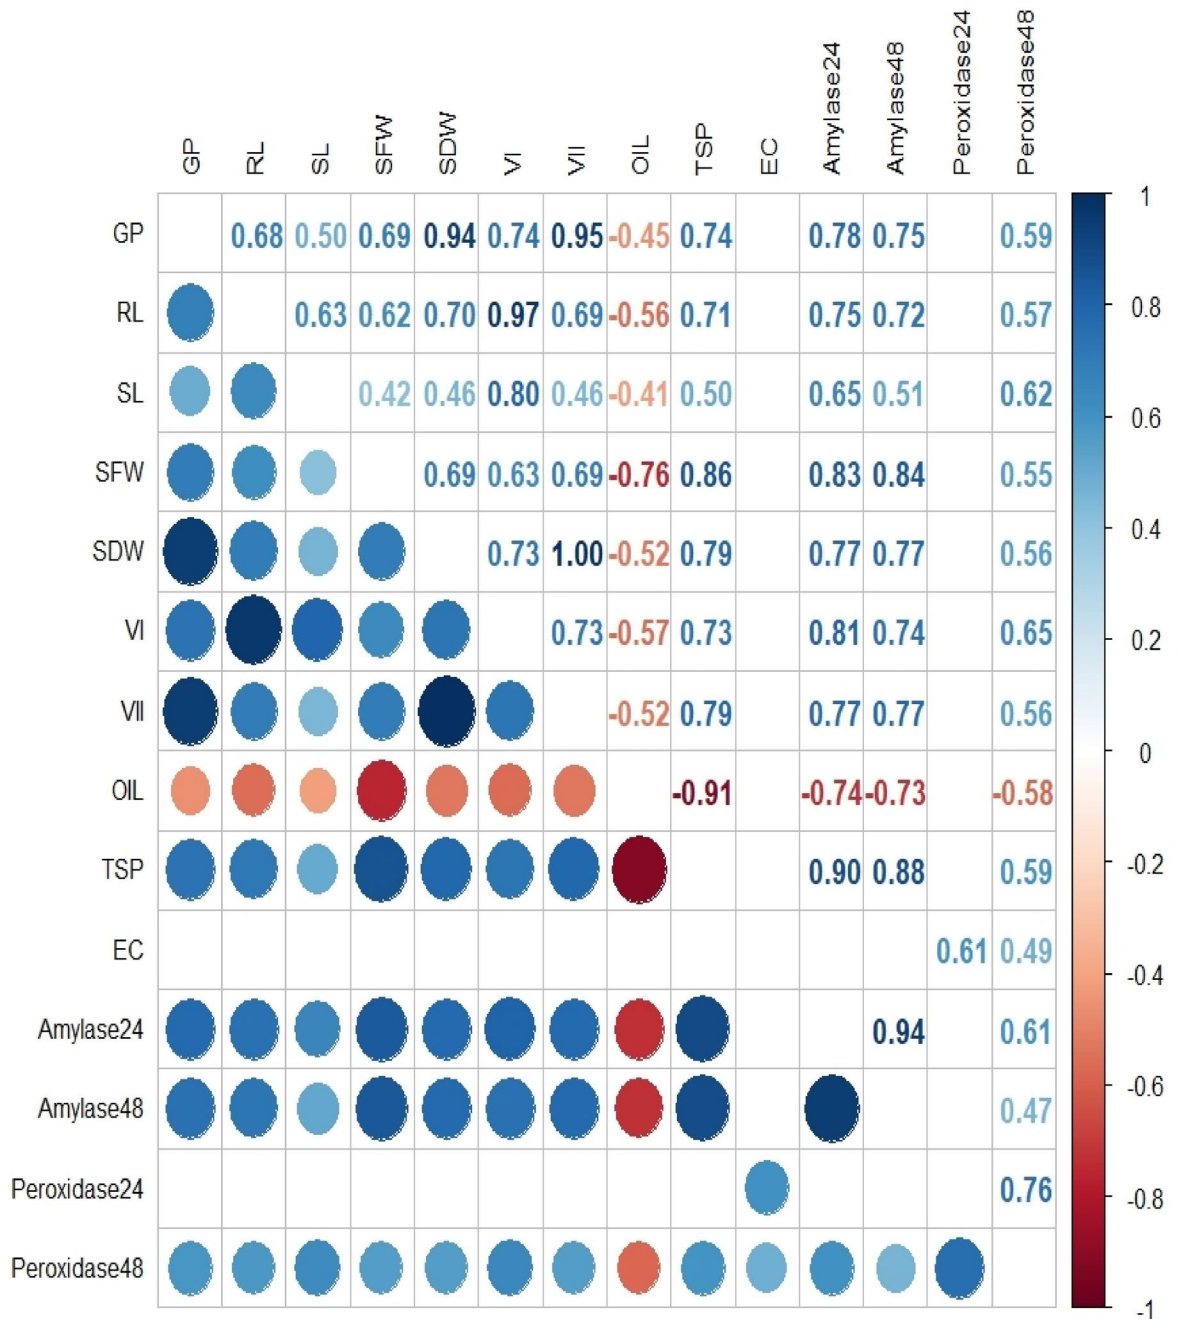 GP RL SL SFW SDW VI VII OIL TSP EC Amylase24 Amylase48 Peroxidase24 Peroxidase48
GP 0.68 0.50 0.69 0.94 0.74 0.95 -0.45 0.74 0.78 0.75 0.59
RL 0.63 0.62 0.70 0.97 0.69 -0.56 0.71 0.75 0.72 0.57
SL 0.42 0.46 0.80 0.46 -0.41 0.50 0.65 0.51 0.62
SFW 0.69 0.63 0.69 -0.76 0.86 0.83 0.84 0.55
SDW 0.73 1.00 -0.52 0.79 0.77 0.77 0.56
VI 0.73 -0.57 0.73 0.81 0.74 0.65
VII -0.52 0.79 0.77 0.77 0.56
OIL -0.91 -0.74 -0.73 -0.58
TSP 0.90 0.88 0.59
EC 0.61 0.49
Amylase24 0.94 0.61
Amylase48 0.47
Peroxidase24 0.76
Peroxidase48
1
0.8
0.6
0.4
0.2
0
-0.2
-0.4
-0.6
-0.8
-1